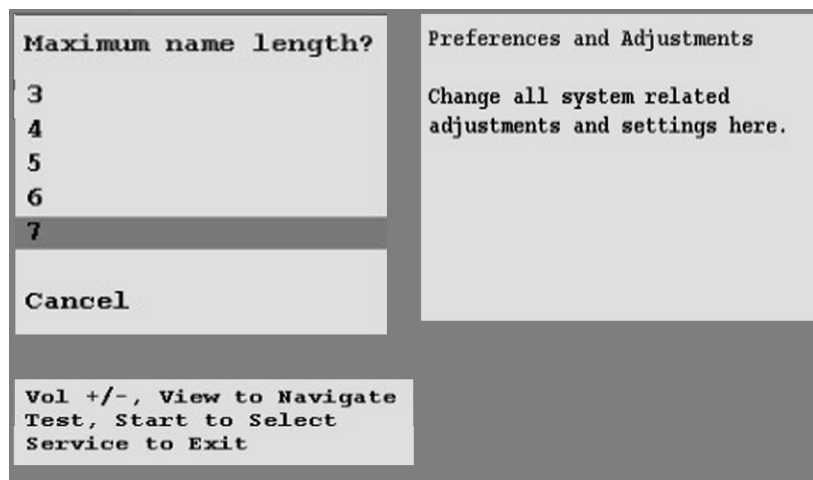 Maximum name length?
3
4
5
6
7
Cancel
Preferences and Adjustments
Change all system related
adjustments and settings here.
Vol +/-, View to Navigate
Test, Start to Select
Service to Exit